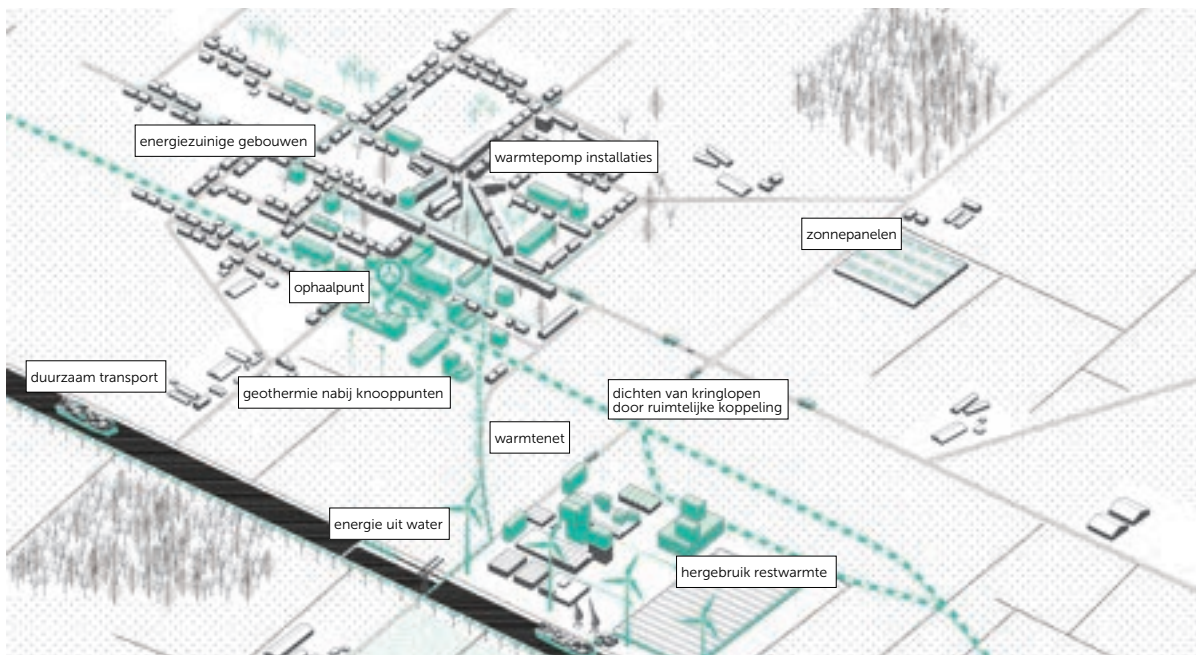 energiezuinige gebouwen
warmtepomp installaties
zonnepanelen
ophaalpunt
duurzaam transport
geothermie nabij knooppunten
dichten van kringlopen
door ruimtelijke koppeling
warmtenet
energie uit water
hergebruik restwarmte